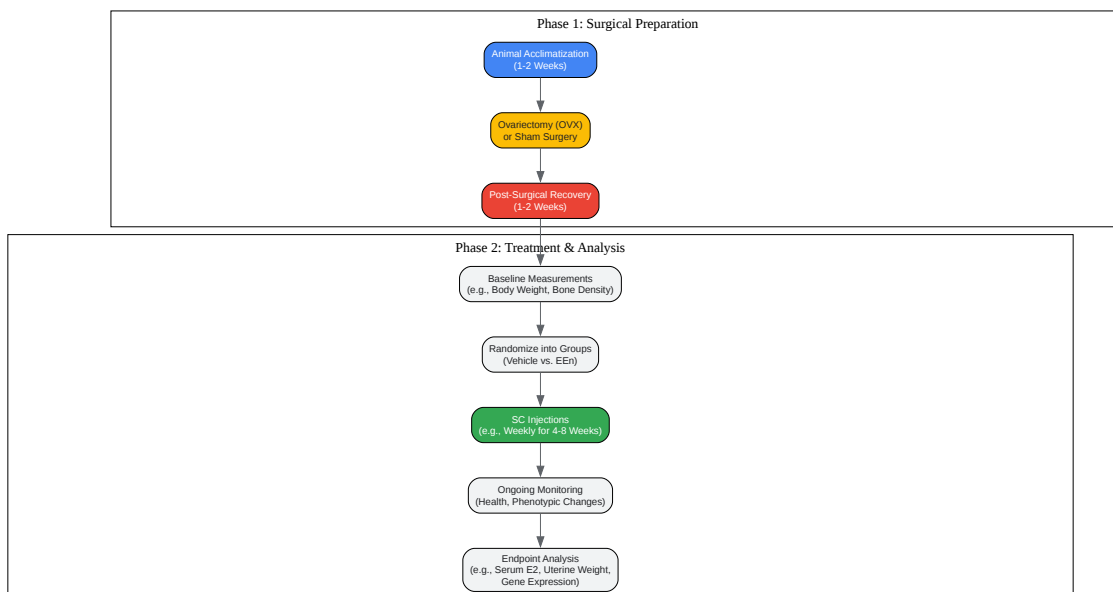 Phase 1: Surgical Preparation
Animal Acclimatization
(1-2 Weeks)
Ovariectomy (OVX)
or Sham Surgery
Post-Surgical Recovery
(1-2 Weeks)
Phase 2: Treatment & Analysis
Baseline Measurements
(e.g., Body Weight, Bone Density)
Randomize into Groups
(Vehicle vs. EEn)
SC Injections
(e.g., Weekly for 4-8 Weeks)
Ongoing Monitoring
(Health, Phenotypic Changes)
Endpoint Analysis
(e.g., Serum E2, Uterine Weight,
Gene Expression)